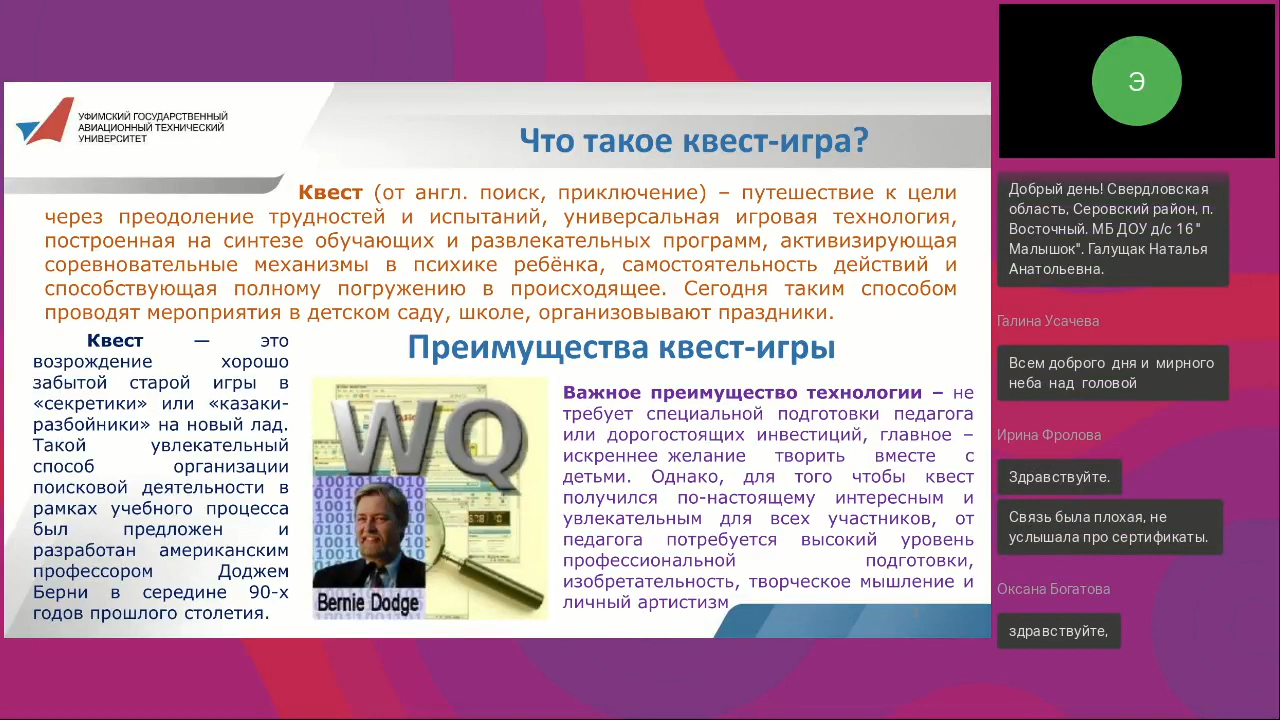 УФИМСКИЙ ГОСУДАРСТВЕННЫЙ
АВИАЦИОННЫЙ ТЕХНИЧЕСКИЙ
УНИВЕРСИТЕТ
Что такое квест-игра?
Квест (от англ. поиск, приключение) – путешествие к цели
через преодоление трудностей и испытаний, универсальная игровая технология,
построенная на синтезе обучающих и развлекательных программ, активизирующая
соревновательные механизмы в психике ребёнка, самостоятельность действий и
способствующая полному погружению в происходящее. Сегодня таким способом
проводят мероприятия в детском саду, школе, организовывают праздники.
Квест — это
возрождение хорошо
забытой старой игры в
«секретики» или «казаки-
разбойники» на новый лад.
Такой увлекательный
способ организации
поисковой деятельности в
рамках учебного процесса
был предложен и
разработан американским
профессором Доджем
Берни в середине 90-х
годов прошлого столетия.
Преимущества квест-игры
WQ
Bernie Dodge
Важное преимущество технологии – не
требует специальной подготовки педагога
или дорогостоящих инвестиций, главное –
искреннее желание творить вместе с
детьми. Однако, для того чтобы квест
получился по-настоящему интересным и
увлекательным для всех участников, от
педагога потребуется высокий уровень
профессиональной подготовки,
изобретательность, творческое мышление и
личный артистизм
Э
Добрый день! Свердловская
область, Серовский район, п.
Восточный. МБ ДОУ д/с 16 "
Малышок". Галущак Наталья
Анатольевна.
Галина Усачева
Всем доброго дня и мирного
неба над головой
Ирина Фролова
Здравствуйте.
Связь была плохая, не
услышала про сертификаты.
Оксана Богатова
здравствуйте,